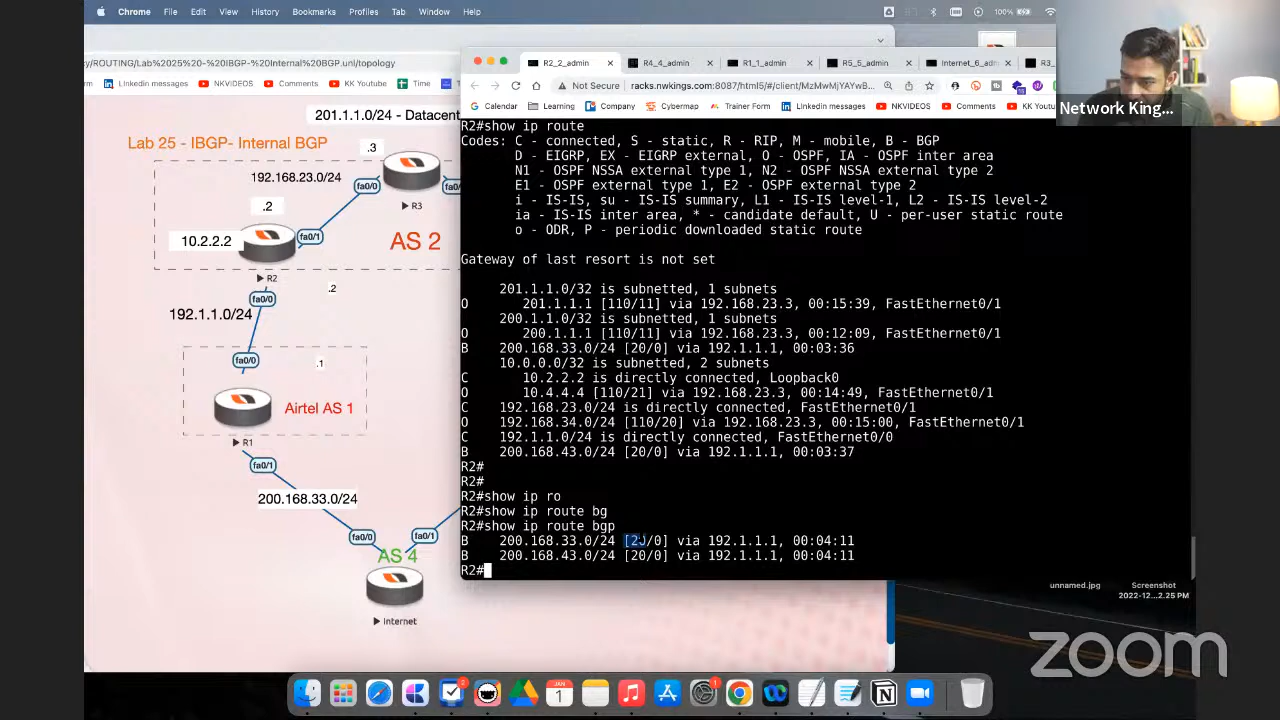 Chrome File Edit View History Bookmarks Profiles Tab Window Help 100%
cy/ROUTING/Lab%2025%20-%20IBGP-%20Internal%20BGP.unl/topology
LInkedin messages NKVIDEOS Comments KK Youtube Time
201.1.1.0/24 - Datacent
Lab 25 - IBGP- Internal BGP
.3
192.168.23.0/24
fa0/0
fa0/
R3
.2
10.2.2.2
fa0/1
AS 2
R2
.2
fa0/0
192.1.1.0/24
fa0/0
.1
Airtel AS 1
R1
fa0/1
200.168.33.0/24
fa0/0
fa0/1
AS 4
Internet
R2_2_admin R4_4_admin R1_1_admin R5_5_admin Internet_6_adm R3_
Not Secure racks.nwkings.com:8087/html5/#/client/MzMwMjYAYwB...
Calendar Learning Company Cybermap Trainer Form LInkedin messages NKVIDEOS Comments KK You
Network King...
R2#show ip route
Codes: C - connected, S - static, R - RIP, M - mobile, B - BGP
D - EIGRP, EX - EIGRP external, O - OSPF, IA - OSPF inter area
N1 - OSPF NSSA external type 1, N2 - OSPF NSSA external type 2
E1 - OSPF external type 1, E2 - OSPF external type 2
i - IS-IS, su - IS-IS summary, L1 - IS-IS level-1, L2 - IS-IS level-2
ia - IS-IS inter area, * - candidate default, U - per-user static route
o - ODR, P - periodic downloaded static route
Gateway of last resort is not set
201.1.1.0/32 is subnetted, 1 subnets
O 201.1.1.1 [110/11] via 192.168.23.3, 00:15:39, FastEthernet0/1
200.1.1.0/32 is subnetted, 1 subnets
O 200.1.1.1 [110/11] via 192.168.23.3, 00:12:09, FastEthernet0/1
B 200.168.33.0/24 [20/0] via 192.1.1.1, 00:03:36
10.0.0.0/32 is subnetted, 2 subnets
C 10.2.2.2 is directly connected, Loopback0
O 10.4.4.4 [110/21] via 192.168.23.3, 00:14:49, FastEthernet0/1
C 192.168.23.0/24 is directly connected, FastEthernet0/1
O 192.168.34.0/24 [110/20] via 192.168.23.3, 00:15:00, FastEthernet0/1
C 192.1.1.0/24 is directly connected, FastEthernet0/0
B 200.168.43.0/24 [20/0] via 192.1.1.1, 00:03:37
R2#
R2#
R2#show ip ro
R2#show ip route bg
R2#show ip route bgp
B 200.168.33.0/24 [20/0] via 192.1.1.1, 00:04:11
B 200.168.43.0/24 [20/0] via 192.1.1.1, 00:04:11
R2#
unnamed.jpg
Screenshot
2022-12...2.25 PM
zoom
JAN
1